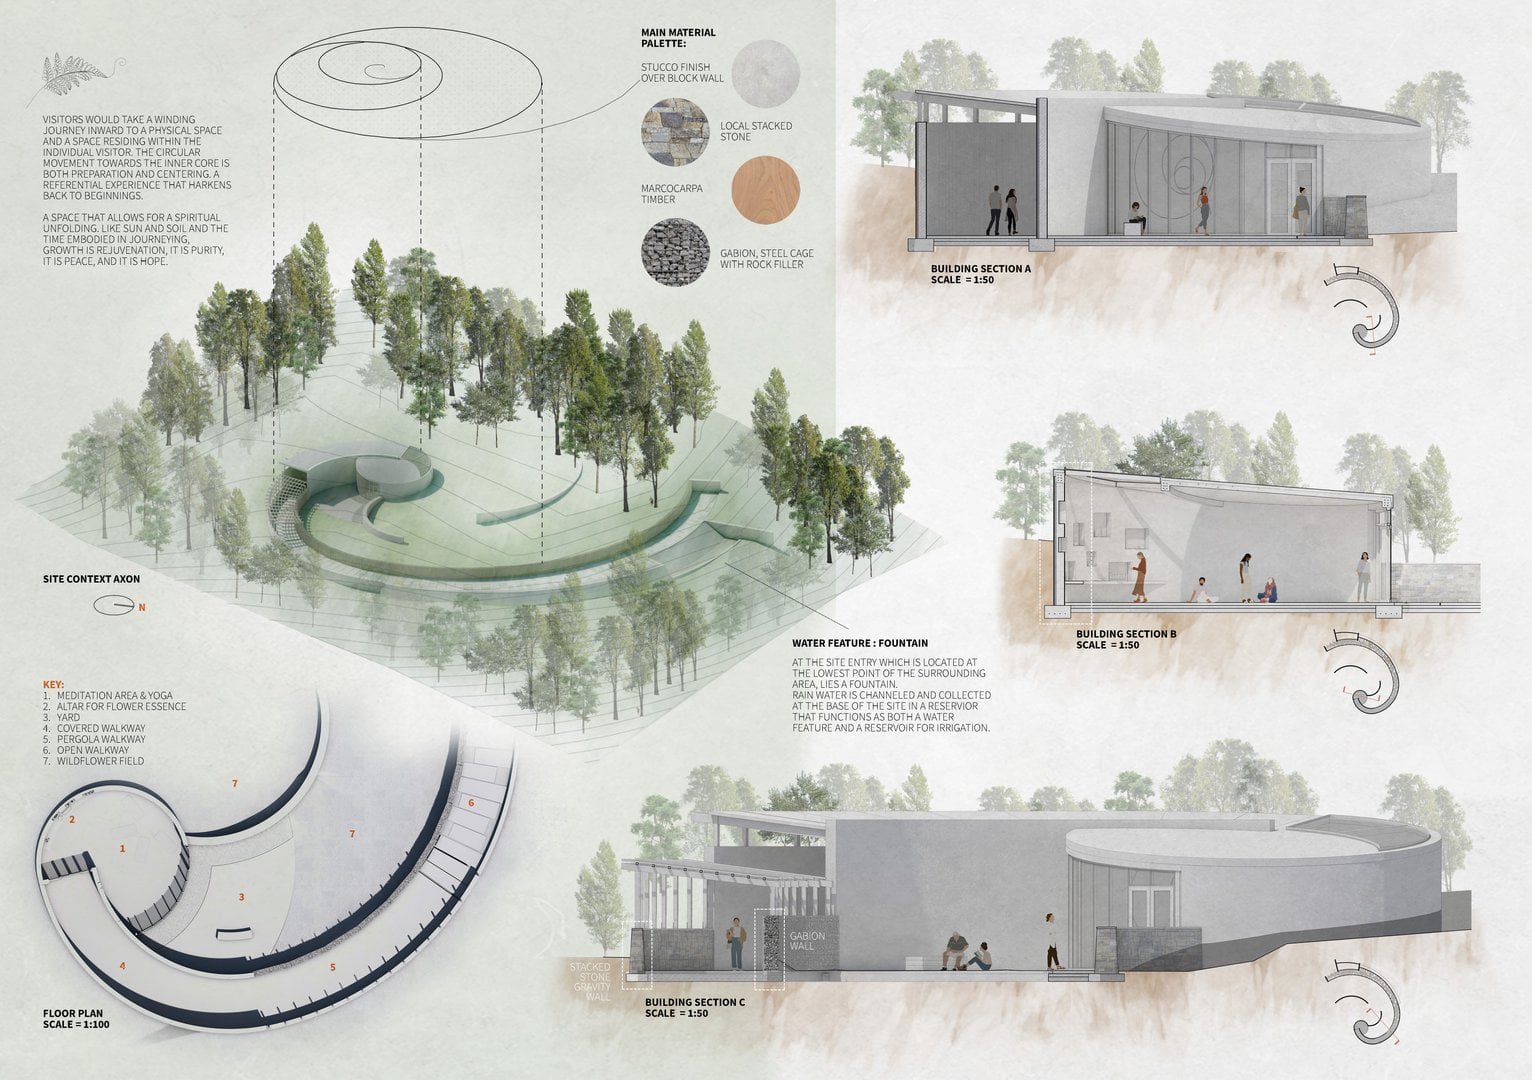 VISITORS WOULD TAKE A WINDING
JOURNEY INWARD TO A PHYSICAL SPACE
AND A SPACE RESIDING WITHIN THE
INDIVIDUAL VISITOR. THE CIRCULAR
MOVEMENT TOWARDS THE INNER CORE IS
BOTH PREPARATION AND CENTERING. A
REFERENTIAL EXPERIENCE THAT HARKENS
BACK TO BEGINNINGS.
A SPACE THAT ALLOWS FOR A SPIRITUAL
UNFOLDING. LIKE SUN AND SOIL AND THE
TIME EMBODIED IN JOURNEYING,
GROWTH IS REJUVENATION, IT IS PURITY,
IT IS PEACE, AND IT IS HOPE.
MAIN MATERIAL
PALETTE:
STUCCO FINISH
OVER BLOCK WALL
LOCAL STACKED
STONE
MARCOCARPA
TIMBER
GABION, STEEL CAGE
WITH ROCK FILLER
BUILDING SECTION A
SCALE = 1:50
SITE CONTEXT AXON
N
WATER FEATURE : FOUNTAIN
AT THE SITE ENTRY WHICH IS LOCATED AT
THE LOWEST POINT OF THE SURROUNDING
AREA, LIES A FOUNTAIN.
RAIN WATER IS CHANNELED AND COLLECTED
AT THE BASE OF THE SITE IN A RESERVIOR
THAT FUNCTIONS AS BOTH A WATER
FEATURE AND A RESERVOIR FOR IRRIGATION.
BUILDING SECTION B
SCALE = 1:50
KEY:
1. MEDITATION AREA & YOGA
2. ALTAR FOR FLOWER ESSENCE
3. YARD
4. COVERED WALKWAY
5. PERGOLA WALKWAY
6. OPEN WALKWAY
7. WILDFLOWER FIELD
7
6
2
7
1
3
4
5
FLOOR PLAN
SCALE = 1:100
GABION
WALL
STACKED
STONE
GRAVITY
WALL
BUILDING SECTION C
SCALE = 1:50